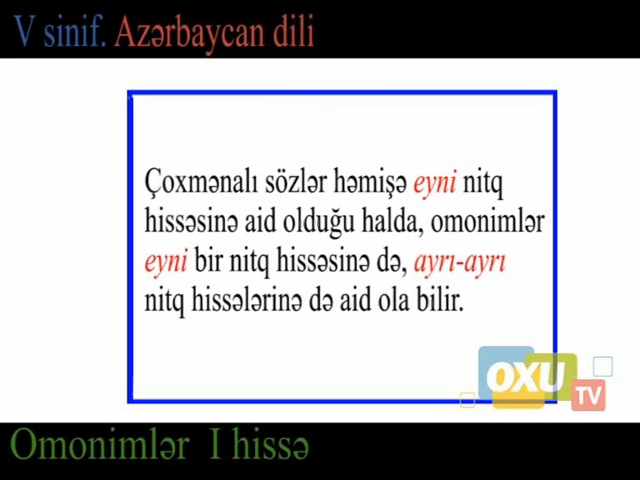 V sinif. Azərbaycan dili
Çoxmənalı sözlər həmişə eyni nitq
hissəsinə aid olduğu halda, omonimlər
eyni bir nitq hissəsinə də, ayrı-ayrı
nitq hissələrinə də aid ola bilir.
OXU TV
Omonimlər I hissə